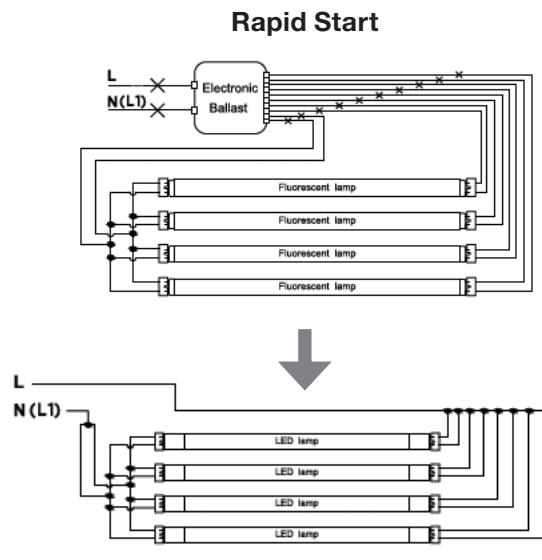 Rapid Start
L
N(L1)
Electronic
Ballast
Fluorescent lamp
Fluorescent lamp
Fluorescent lamp
Fluorescent lamp
L
N (L1)
LED lamp
LED lamp
LED lamp
LED lamp